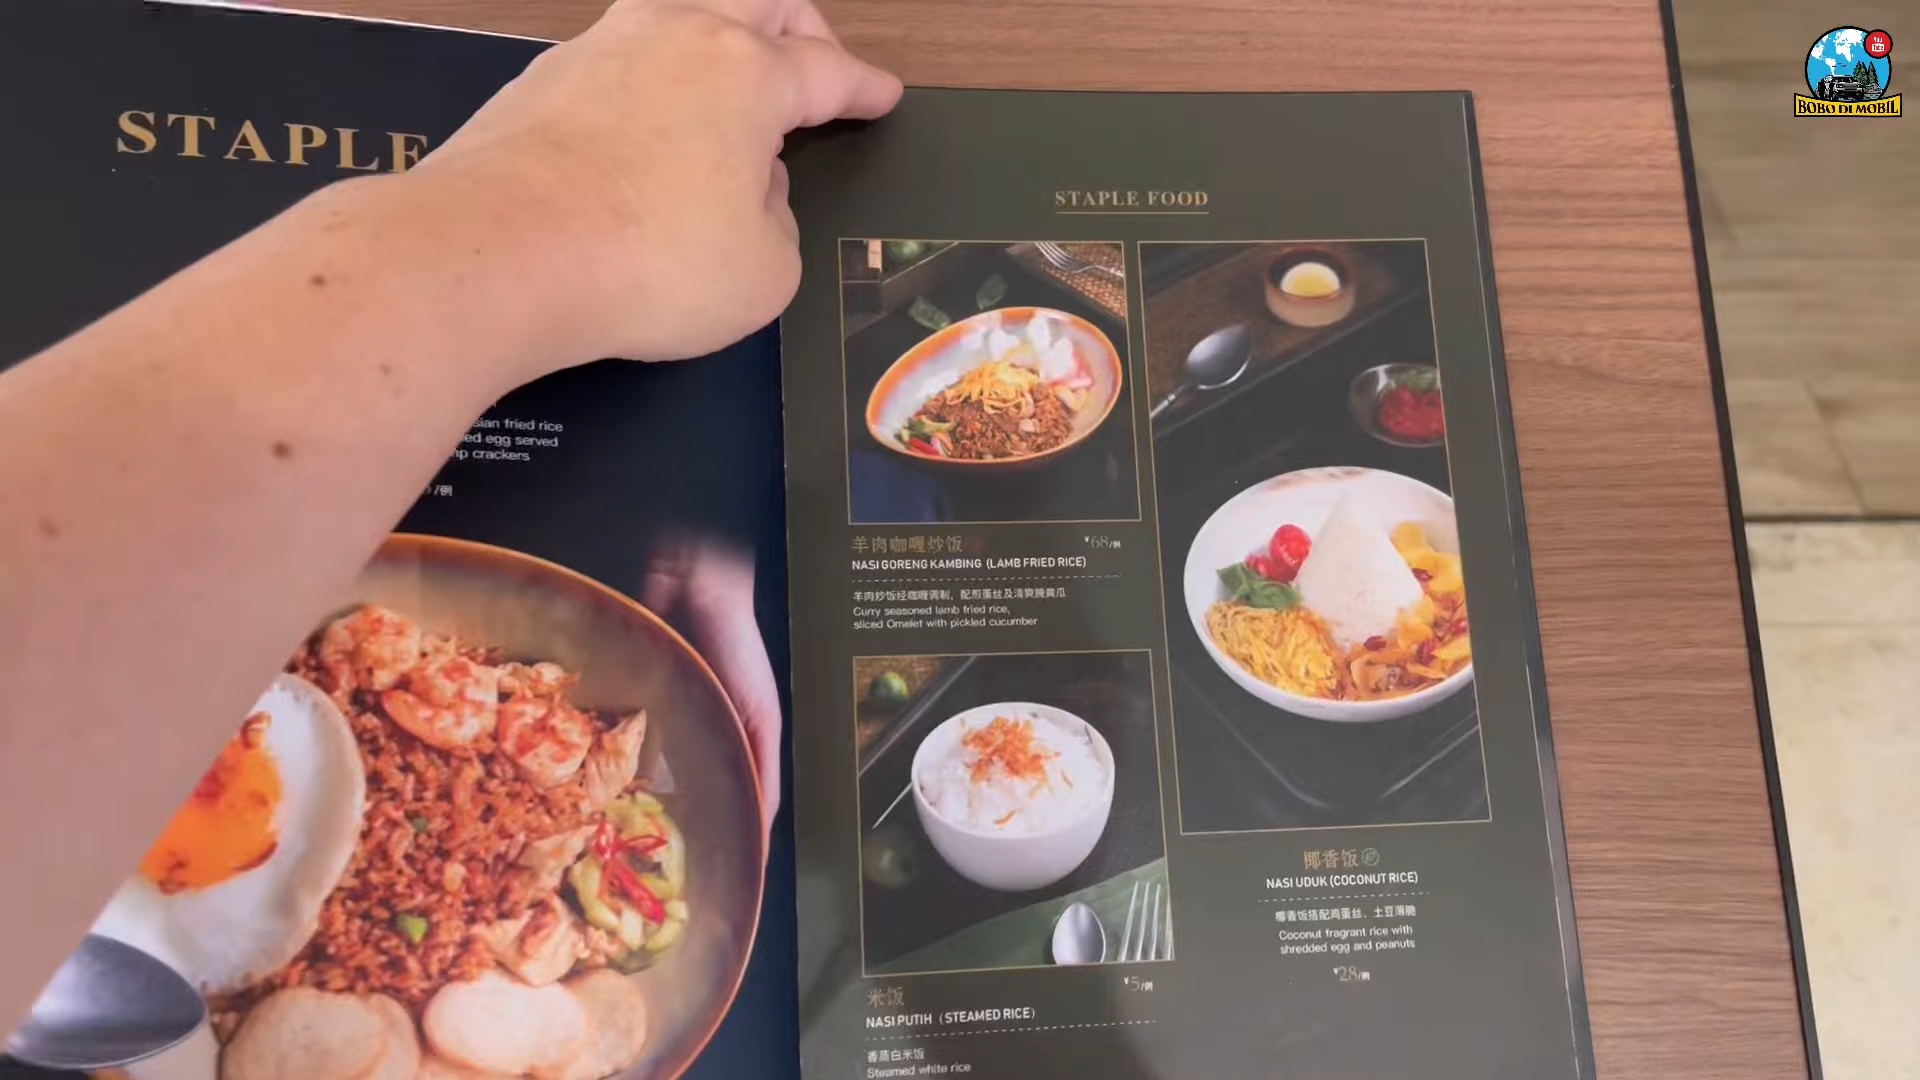 STAPLE
sian fried rice
ed egg served
mp crackers
/例
STAPLE FOOD
羊肉咖喱炒饭
¥68/例
NASI GORENG KAMBING (LAMB FRIED RICE)
羊肉炒饭经咖喱调制，配煎蛋丝及清爽腌黄瓜
Curry seasoned lamb fried rice,
sliced Omelet with pickled cucumber
米饭
¥5/例
NASI PUTIH (STEAMED RICE)
香蒸白米饭
Steamed white rice
椰香饭
NASI UDUK (COCONUT RICE)
椰香饭搭配鸡蛋丝、土豆薄脆
Coconut fragrant rice with
shredded egg and peanuts
¥28/例
You
Tube
BOBO DI MOBIL